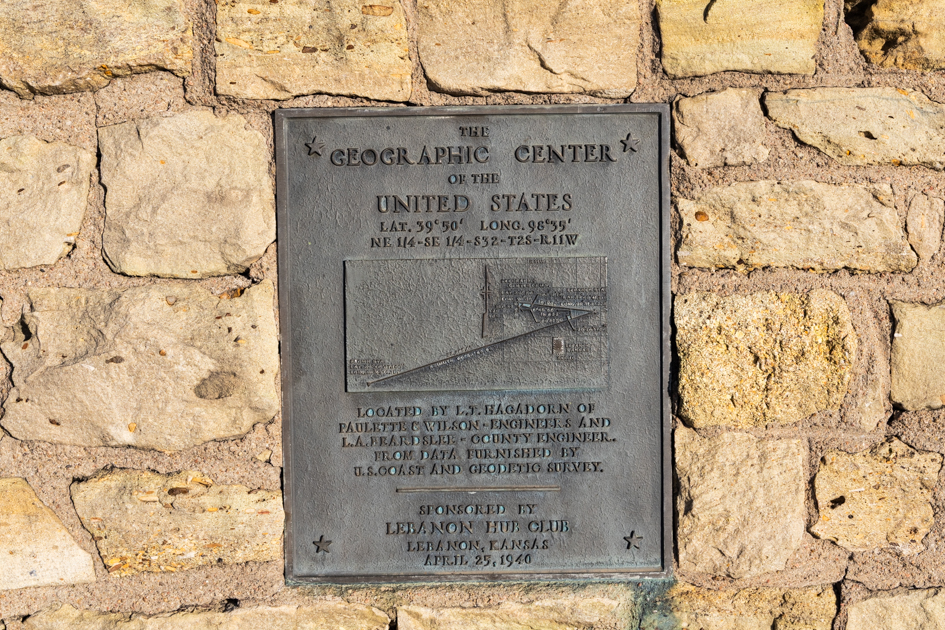 THE
GEOGRAPHIC CENTER
OF THE
UNITED STATES
LAT. 39°50' LONG. 98°35'
NE 1/4-SE 1/4-S32-T2S-R11W
LOCATED BY L.T. HAGADORN OF
PAULETTE & WILSON-ENGINEERS AND
L.A. BEARDSLEE-COUNTY ENGINEER.
FROM DATA FURNISHED BY
U.S. COAST AND GEODETIC SURVEY.
SPONSORED BY
LEBANON HUB CLUB
LEBANON, KANSAS
APRIL 25, 1940